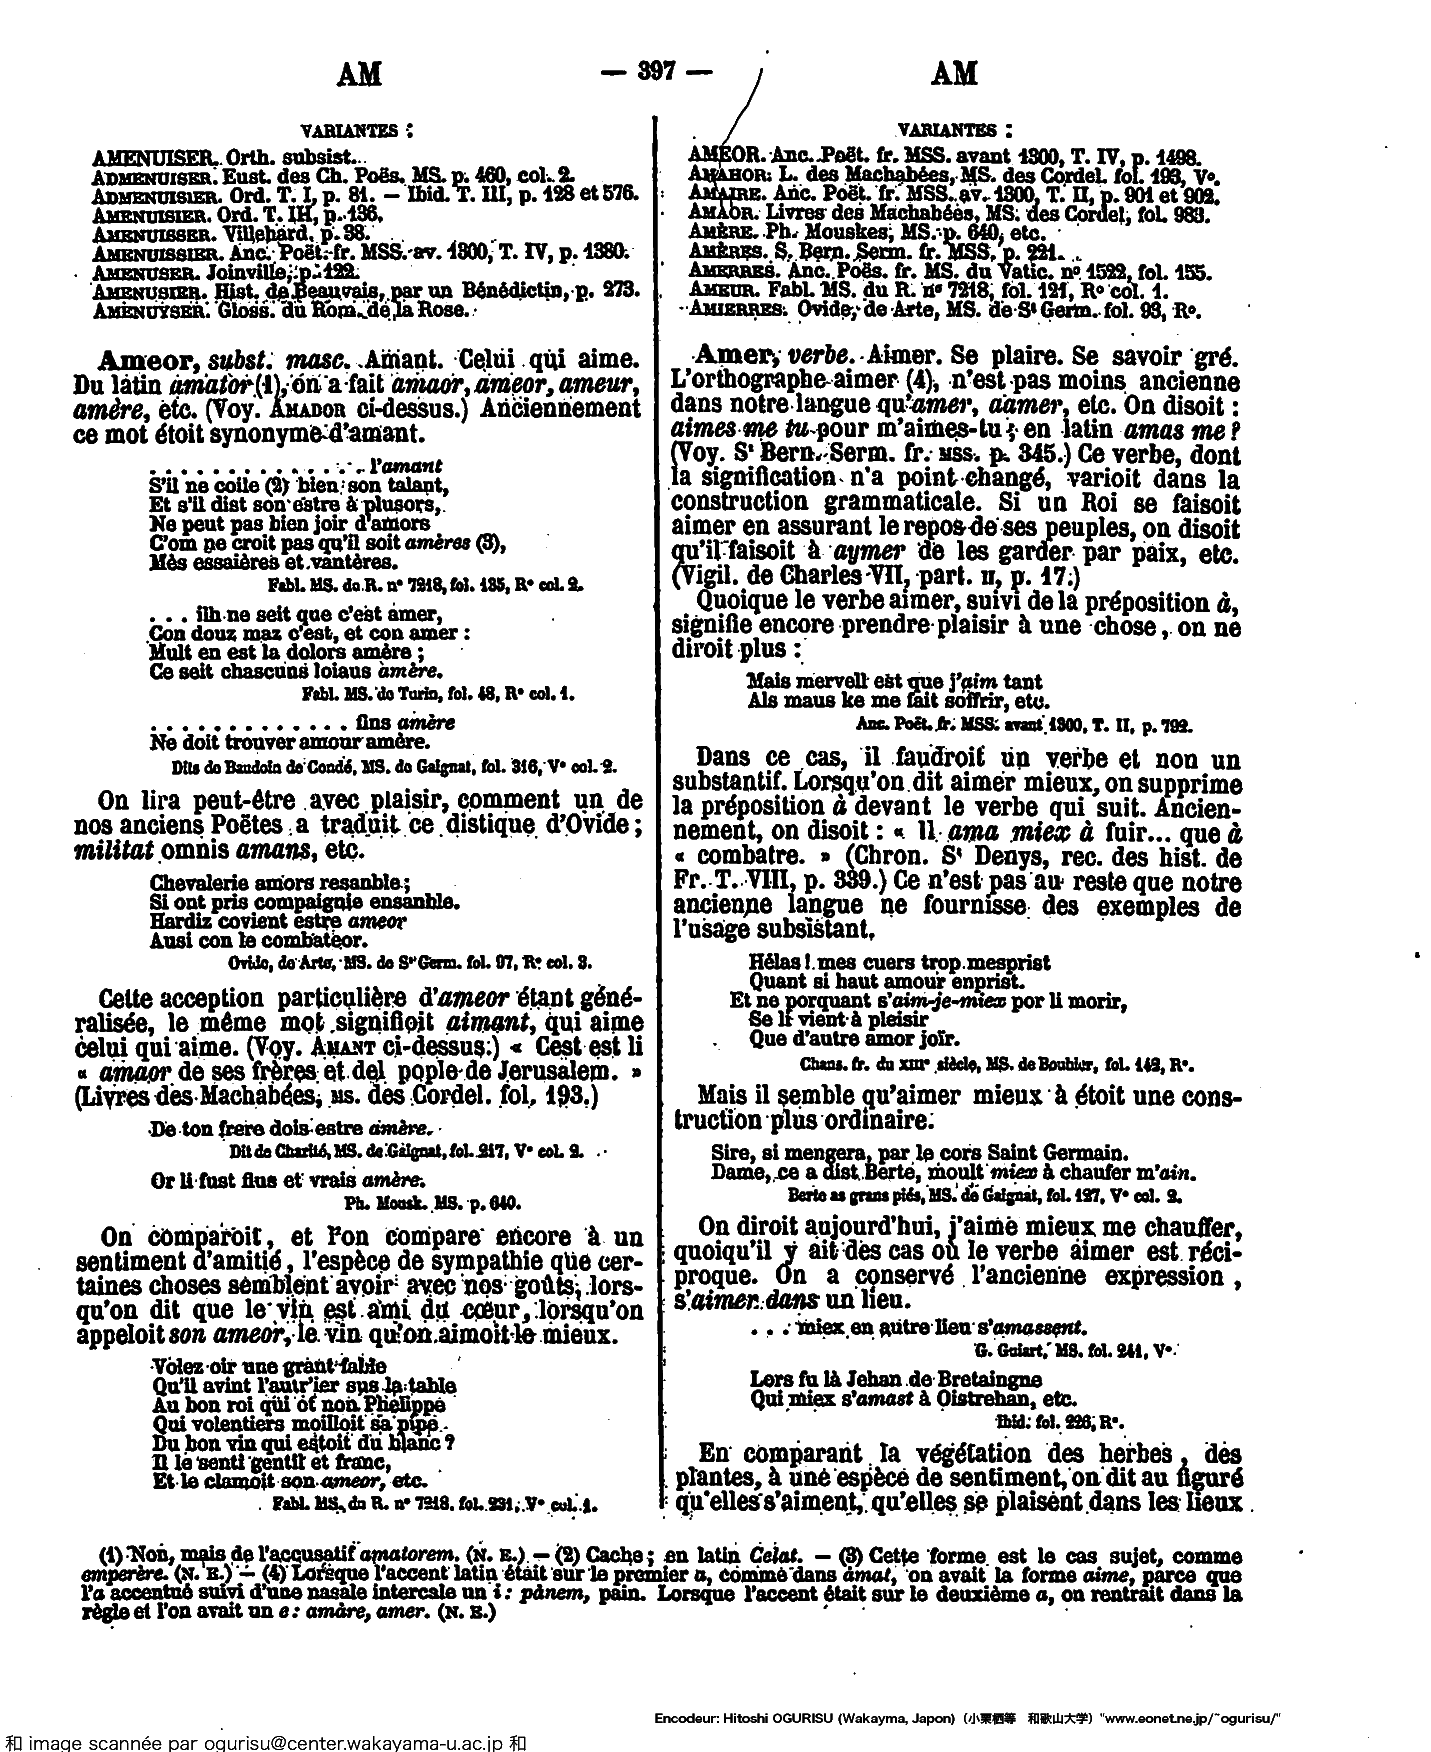 AM
— 397 —
AM
VARIANTES :
AMENUISER. Orth. subsist.
ADMENUISER. Eust. des Ch. Poës. MS. p. 460, col. 2.
ADMENUISIER. Ord. T. I, p. 81. — Ibid. T. III, p. 128 et 576.
AMENUISIER. Ord. T. III, p. 136.
AMENUISSER. Villehard. p. 38.
AMENUISSIER. Anc. Poët. fr. MSS. av. 1300, T. IV, p. 1380.
AMENUSER. Joinville, p. 122.
AMENUSIER. Hist. de Beauvais, par un Bénédictin, p. 273.
AMENUYSER. Gloss. du Rom. de la Rose.
Ameor, subst. masc. Amant. Celui qui aime.
Du latin amator (1), on a fait amaor, ameor, ameur,
amère, etc. (Voy. AMADOR ci-dessus.) Anciennement
ce mot étoit synonyme d'amant.
. . . . . . . . . . . . . . . l'amant
S'il ne coile (2) bien son talant,
Et s'il dist son estre à plusors,
Ne peut pas bien joir d'amors
C'om ne croit pas qu'il soit amères (3),
Mès essaières et vantères.
Fabl. MS. du R. n° 7218, fol. 135, R° col. 2.
. . . ilh ne seit que c'est amer,
Con douz maz c'est, et con amer :
Mult en est la dolors amère ;
Ce seit chascuns loiaus amère.
Fabl. MS. de Turin, fol. 48, R° col. 1.
. . . . . . . . . . . . . fins amère
Ne doit trouver amour amère.
Dits de Baudoin de Condé, MS. de Gaignat, fol. 316, V° col. 2.
On lira peut-être avec plaisir, comment un de
nos anciens Poëtes a traduit ce distique d'Ovide ;
militat omnis amans, etc.
Chevalerie amors resanble ;
Si ont pris compaignie ensanble.
Hardiz covient estre ameor
Ausi con le combateor.
Ovide, de Arte, MS. de St Germ. fol. 97, R° col. 3.
Cette acception particulière d'ameor étant géné-
ralisée, le même mot signifioit aimant, qui aime
celui qui aime. (Voy. AMANT ci-dessus.) « Cest est li
« amaor de ses frères et del pople de Jerusalem. »
(Livres des Machabées, MS. des Cordel. fol. 193.)
De ton frere dois estre amère.
Dit de Charité, MS. de Gaignat, fol. 217, V° col. 2.
Or li fust fius et vrais amère.
Ph. Mousk. MS. p. 640.
On comparoit, et l'on compare encore à un
sentiment d'amitié, l'espèce de sympathie que cer-
taines choses semblent avoir avec nos goûts, lors-
qu'on dit que le vin est ami du cœur, lorsqu'on
appeloit son ameor, le vin qu'on aimoit le mieux.
Volez oir une grant fable
Qu'il avint l'autr'ier sus la table
Au bon roi qui ot non Phelippe
Qui volentiers moilloit sa pipe
Du bon vin qui estoit du blanc ?
Il le senti gentil et franc,
Et le clamoit son ameor, etc.
Fabl. MS. du R. n° 7218, fol. 231, V° col. 1.
VARIANTES :
AMEOR. Anc. Poët. fr. MSS. avant 1300, T. IV, p. 1498.
AMAHOR. L. des Machabées, MS. des Cordel. fol. 193, V°.
AMAIRE. Anc. Poët. fr. MSS. av. 1300, T. II, p. 901 et 902.
AMAOR. Livres des Machabées, MS. des Cordel, fol. 983.
AMÈRE. Ph. Mouskes, MS. p. 640, etc.
AMÈRES. S. Bern. Serm. fr. MSS. p. 221.
AMERRES. Anc. Poës. fr. MS. du Vatic. n° 1522, fol. 155.
AMEUR. Fabl. MS. du R. n° 7218, fol. 121, R° col. 1.
AMIERRES. Ovide, de Arte, MS. de St Germ. fol. 93, R°.
Amer, verbe. Aimer. Se plaire. Se savoir gré.
L'orthographe aimer (4), n'est pas moins ancienne
dans notre langue qu'amer, aamer, etc. On disoit :
aimes me tu pour m'aimes-tu ; en latin amas me ?
(Voy. St Bern. Serm. fr. MSS. p. 345.) Ce verbe, dont
la signification n'a point changé, varioit dans la
construction grammaticale. Si un Roi se faisoit
aimer en assurant le repos de ses peuples, on disoit
qu'il faisoit à aymer de les garder par paix, etc.
(Vigil. de Charles VII, part. II, p. 17.)
Quoique le verbe aimer, suivi de la préposition à,
signifie encore prendre plaisir à une chose, on ne
diroit plus :
Mais merveil est que j'aim tant
Als maus ke me fait soffrir, etc.
Anc. Poët. fr. MSS. avant 1300, T. II, p. 792.
Dans ce cas, il faudroit un verbe et non un
substantif. Lorsqu'on dit aimer mieux, on supprime
la préposition à devant le verbe qui suit. Ancien-
nement, on disoit : « Il ama miex à fuir... que à
« combatre. » (Chron. St Denys, rec. des hist. de
Fr. T. VIII, p. 339.) Ce n'est pas au reste que notre
ancienne langue ne fournisse des exemples de
l'usage subsistant,
Hélas ! mes cuers trop mesprist
Quant si haut amour enprist.
Et ne porquant s'aim-je-miex por li morir,
Se li vient à pleisir
Que d'autre amor joïr.
Chans. fr. du XIIIe siècle, MS. de Bouhier, fol. 142, R°.
Mais il semble qu'aimer mieux à étoit une cons-
truction plus ordinaire.
Sire, si mengera, par le cors Saint Germain.
Dame, ce a dist Berte, moult miex à chaufer m'ain.
Berte as grans piés, MS. de Gaignat, fol. 127, V° col. 2.
On diroit aujourd'hui, j'aime mieux me chauffer,
quoiqu'il y ait des cas où le verbe aimer est réci-
proque. On a conservé l'ancienne expression,
s'aimer dans un lieu.
. . . miex en autre lieu s'amassent.
G. Guiart, MS. fol. 241, V°.
Lors fu là Jehan de Bretaingne
Qui miex s'amast à Oistrehan, etc.
Ibid. fol. 226, R°.
En comparant la végétation des herbes, des
plantes, à une espèce de sentiment, on dit au figuré
qu'elles s'aiment, qu'elles se plaisent dans les lieux
(1) Non, mais de l'accusatif amatorem. (N. E.) — (2) Cache ; en latin Celat. — (3) Cette forme est le cas sujet, comme
emperère. (N. E.) — (4) Lorsque l'accent latin était sur le premier a, comme dans ámat, on avait la forme aime, parce que
l'a accentué suivi d'une nasale intercale un i : pánem, pain. Lorsque l'accent était sur le deuxième a, on rentrait dans la
règle et l'on avait un e : amáre, amer. (N. E.)
Encodeur: Hitoshi OGURISU (Wakayma, Japon) (小栗栖等 和歌山大学) "www.eonet.ne.jp/~ogurisu/"
和 image scannée par ogurisu@center.wakayama-u.ac.jp 和